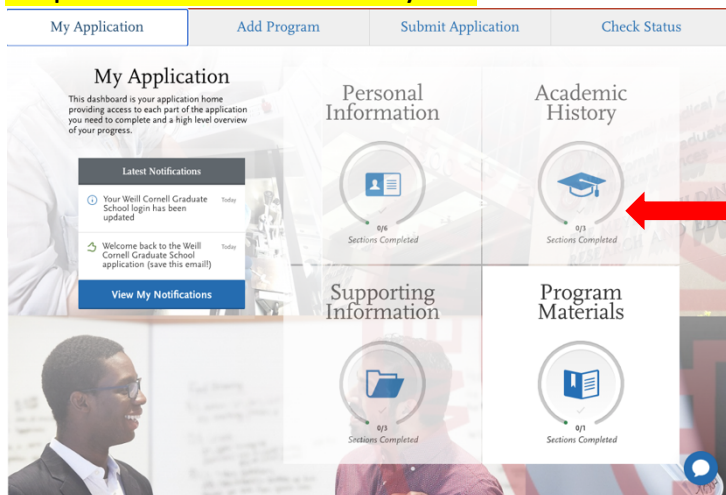 My Application
Add Program
Submit Application
Check Status
My Application
This dashboard is your application home
providing access to each part of the application
you need to complete and a high level overview
of your progress.
Latest Notifications
Your Weill Cornell Graduate
School login has been
updated
Today
Welcome back to the Weill
Cornell Graduate School
application (save this email!)
Today
View My Notifications
Personal
Information
0/6
Sections Completed
Academic
History
0/3
Sections Completed
Supporting
Information
0/3
Sections Completed
Program
Materials
0/1
Sections Completed